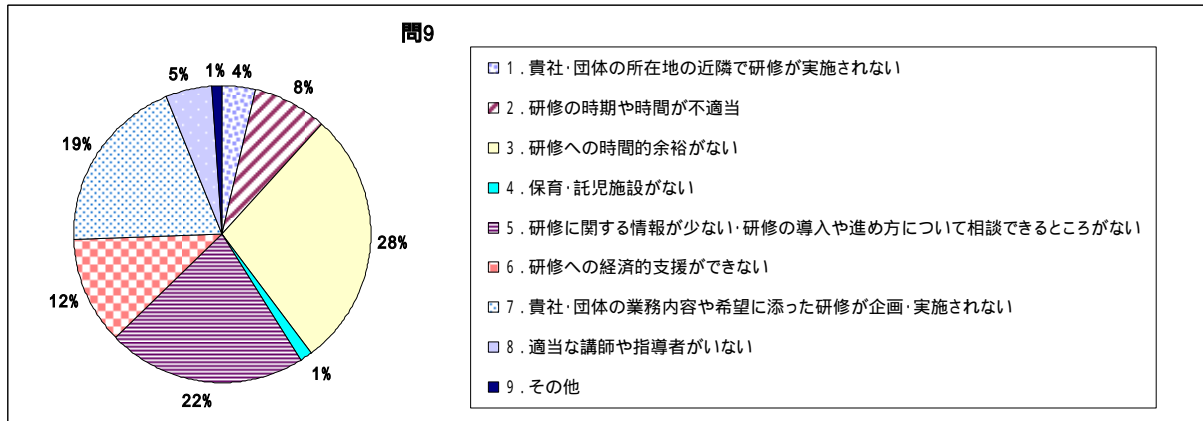 問9
1%
4%
5%
8%
19%
28%
12%
1%
22%
1．貴社・団体の所在地の近隣で研修が実施されない
2．研修の時期や時間が不適当
3．研修への時間的余裕がない
4．保育・託児施設がない
5．研修に関する情報が少ない・研修の導入や進め方について相談できるところがない
6．研修への経済的支援ができない
7．貴社・団体の業務内容や希望に添った研修が企画・実施されない
8．適当な講師や指導者がいない
9．その他